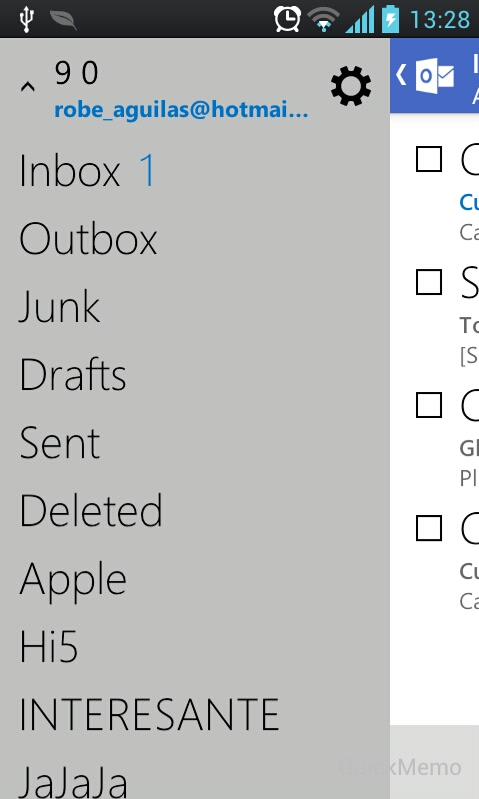 13:28
9 0
robe_aguilas@hotmai...
Inbox 1
Outbox
Junk
Drafts
Sent
Deleted
Apple
Hi5
INTERESANTE
JaJaJa
QuickMemo